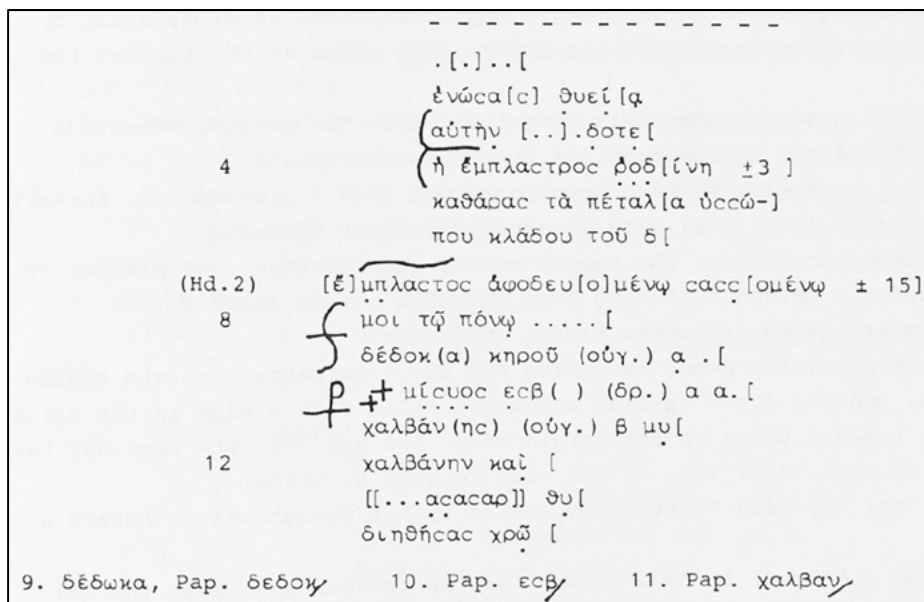 .[.]..[
ἑνώσα[ς] θυεί[ᾳ
αὐτὴν [..].δοτε[
4 ἡ ἔμπλαστρος ῥοδ[ίνη ±3 ]
καθάρας τὰ πέταλ[α ὑσσώ-]
που κλάδου τοῦ δ[
(Hd.2) [ἔ]μπλαστος ἀφοδευ[ο]μένῳ σασσ[ομένῳ ± 15]
8 μου τῷ πόνῳ [
δέδοκ(α) κηροῦ (οὐγ.) α .[
μίσυος εσβ( ) (δρ.) α α.[
χαλβάν(ης) (οὐγ.) β μυ[
12 χαλβάνην καὶ [
[[...ασασαρ]] θυ[
διηθήσας χρῶ [
9. δέδωκα, Pap. δεδοκ/ 10. Pap. εσβ/ 11. Pap. χαλβαν/